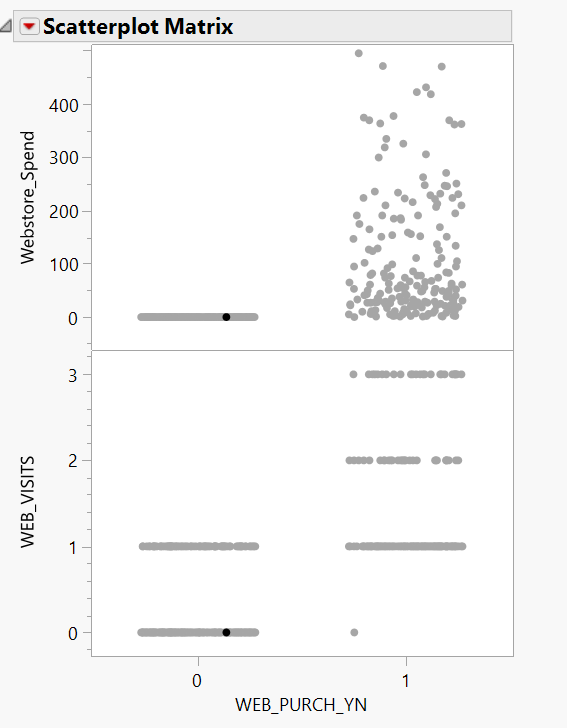 Scatterplot Matrix
Webstore_Spend
400
300
200
100
0
WEB_VISITS
3
2
1
0
0 1
WEB_PURCH_YN